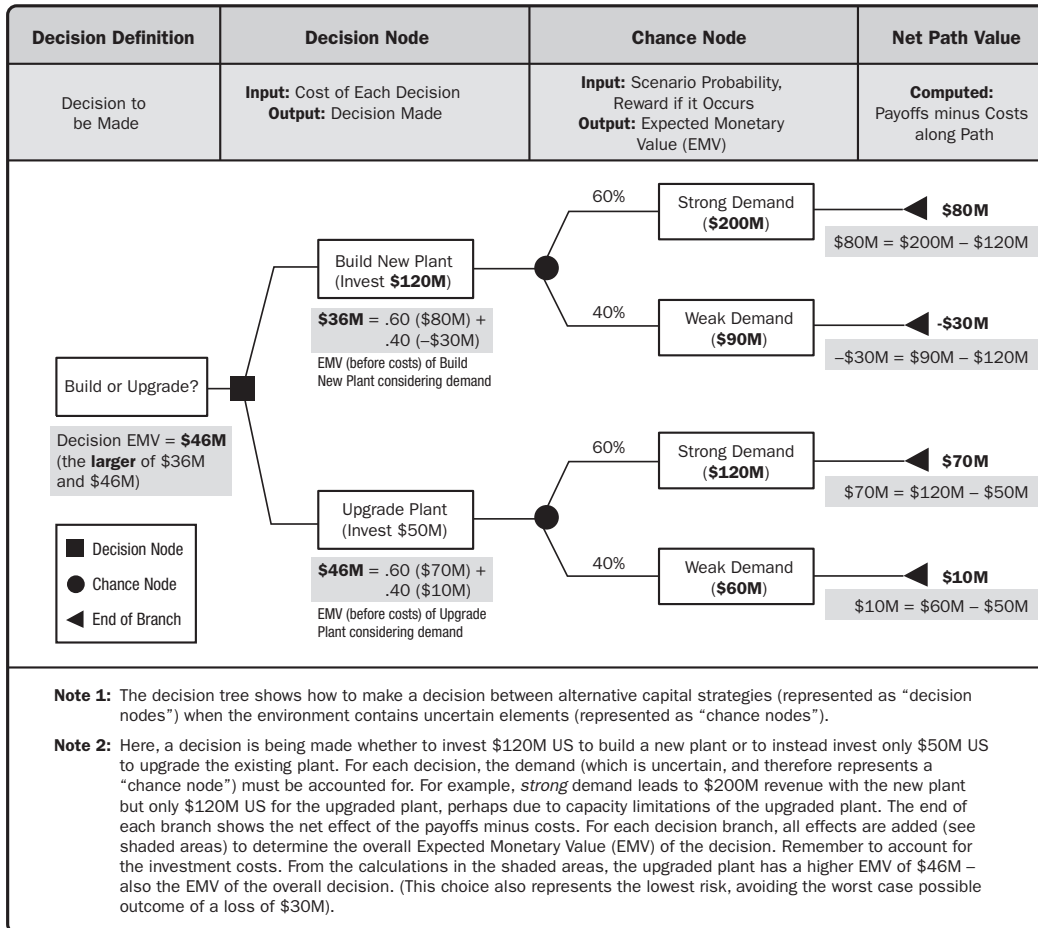 Decision Definition
Decision Node
Chance Node
Net Path Value
Decision to
be Made
Input: Cost of Each Decision
Output: Decision Made
Input: Scenario Probability,
Reward if it Occurs
Output: Expected Monetary
Value (EMV)
Computed:
Payoffs minus Costs
along Path
Build or Upgrade?
Decision EMV = $46M
(the larger of $36M
and $46M)
Build New Plant
(Invest $120M)
$36M = .60 ($80M) +
.40 (–$30M)
EMV (before costs) of Build
New Plant considering demand
60%
Strong Demand
($200M)
$80M
$80M = $200M – $120M
40%
Weak Demand
($90M)
-$30M
–$30M = $90M – $120M
Upgrade Plant
(Invest $50M)
$46M = .60 ($70M) +
.40 ($10M)
EMV (before costs) of Upgrade
Plant considering demand
60%
Strong Demand
($120M)
$70M
$70M = $120M – $50M
40%
Weak Demand
($60M)
$10M
$10M = $60M – $50M
Decision Node
Chance Node
End of Branch
Note 1: The decision tree shows how to make a decision between alternative capital strategies (represented as “decision
nodes”) when the environment contains uncertain elements (represented as “chance nodes”).
Note 2: Here, a decision is being made whether to invest $120M US to build a new plant or to instead invest only $50M US
to upgrade the existing plant. For each decision, the demand (which is uncertain, and therefore represents a
“chance node”) must be accounted for. For example, strong demand leads to $200M revenue with the new plant
but only $120M US for the upgraded plant, perhaps due to capacity limitations of the upgraded plant. The end of
each branch shows the net effect of the payoffs minus costs. For each decision branch, all effects are added (see
shaded areas) to determine the overall Expected Monetary Value (EMV) of the decision. Remember to account for
the investment costs. From the calculations in the shaded areas, the upgraded plant has a higher EMV of $46M –
also the EMV of the overall decision. (This choice also represents the lowest risk, avoiding the worst case possible
outcome of a loss of $30M).